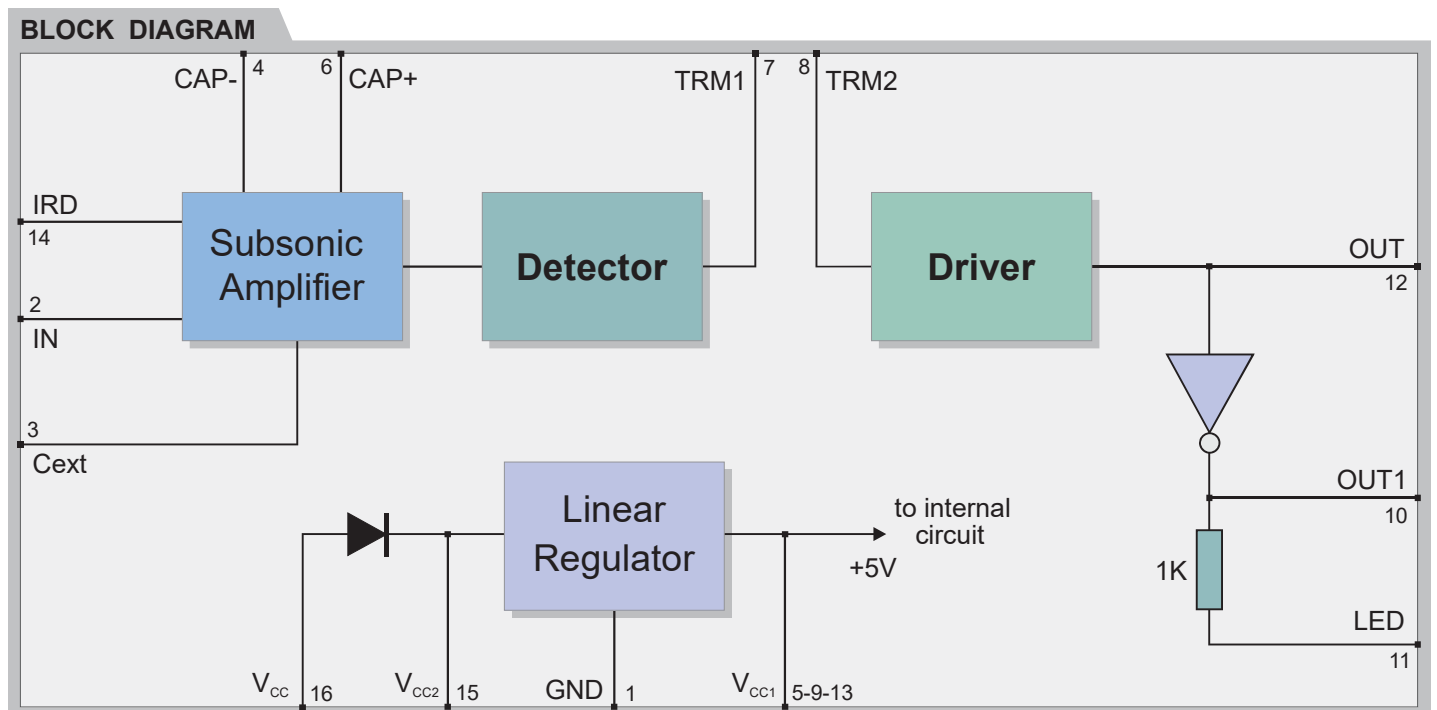 BLOCK DIAGRAM
CAP-
4
6
CAP+
TRM1
7
8
TRM2
IRD
14
Subsonic
Amplifier
Detector
Driver
OUT
12
2
IN
3
Cext
OUT1
10
Linear
Regulator
to internal
circuit
+5V
1K
LED
11
VCC
16
VCC2
15
GND
1
VCC1
5-9-13